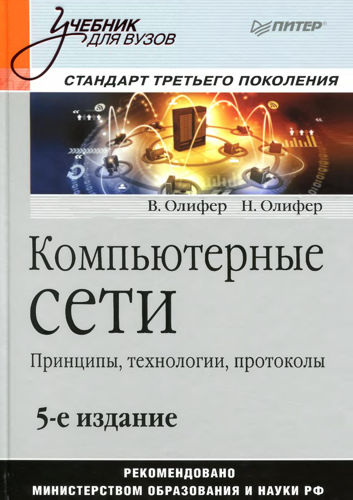 УЧЕБНИК
ДЛЯ ВУЗОВ
ПИТЕР®
СТАНДАРТ ТРЕТЬЕГО ПОКОЛЕНИЯ
В. Олифер Н. Олифер
Компьютерные
сети
Принципы, технологии, протоколы
5-е издание
РЕКОМЕНДОВАНО
МИНИСТЕРСТВОМ ОБРАЗОВАНИЯ И НАУКИ РФ